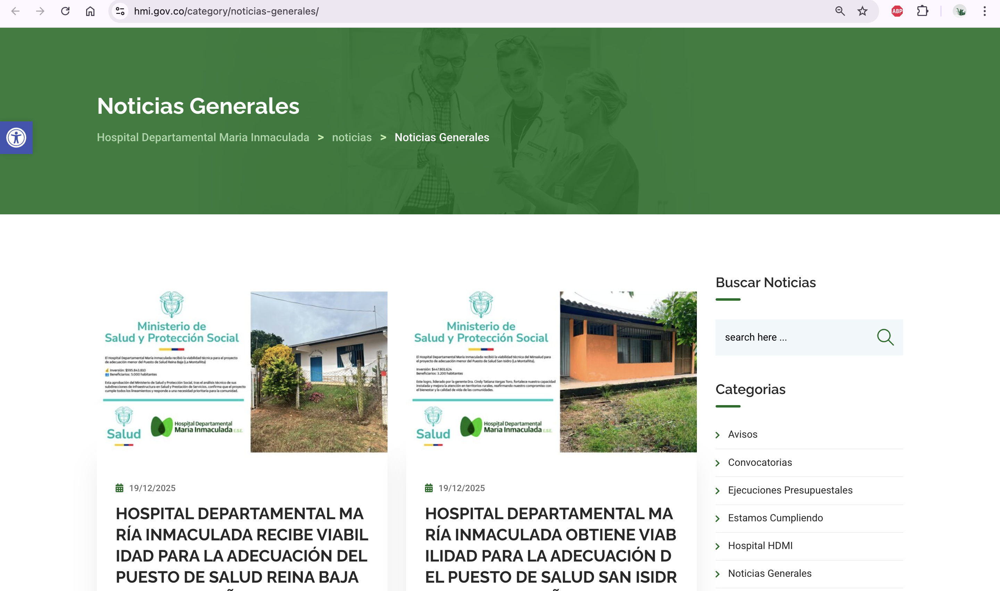 hmi.gov.co/category/noticias-generales/
ABP
Noticias Generales
Hospital Departamental Maria Inmaculada > noticias > Noticias Generales
Ministerio de
Salud y Protección Social
El Hospital Departamental María Inmaculada recibió la viabilidad técnica para el proyecto
de adecuación menor del Puesto de Salud Reina Baja (La Montañita)
Inversión: $595.843.810
Beneficiarios: 5.000 habitantes
Esta aprobación del Ministerio de Salud y Protección Social, tras el análisis técnico de sus
subdirecciones de Infraestructura en Salud y Prestación de Servicios, confirma que el proyecto
cumple todos los lineamientos y responde a una necesidad prioritaria para la comunidad.
Salud
Hospital Departamental
María Inmaculada E.S.E.
19/12/2025
HOSPITAL DEPARTAMENTAL MA
RÍA INMACULADA RECIBE VIABIL
IDAD PARA LA ADECUACIÓN DEL
PUESTO DE SALUD REINA BAJA
Ministerio de
Salud y Protección Social
El Hospital Departamental María Inmaculada recibió la viabilidad técnica del Minsalud para
el proyecto de adecuación menor del Puesto de Salud San Isidro (La Montañita),
Inversión: $447.801.624
Beneficiarios: 3.200 habitantes
Este logro, liderado por la gerente Dra. Cindy Tatiana Vargas Toro, fortalece nuestra capacidad
instalada y mejora la atención en territorios rurales, reafirmando nuestro compromiso con
el bienestar y la calidad de vida de las comunidades.
Salud
Hospital Departamental
María Inmaculada E.S.E.
19/12/2025
HOSPITAL DEPARTAMENTAL MA
RÍA INMACULADA OBTIENE VIAB
ILIDAD PARA LA ADECUACIÓN D
EL PUESTO DE SALUD SAN ISIDR
Buscar Noticias
search here ...
Categorias
Avisos
Convocatorias
Ejecuciones Presupuestales
Estamos Cumpliendo
Hospital HDMI
Noticias Generales